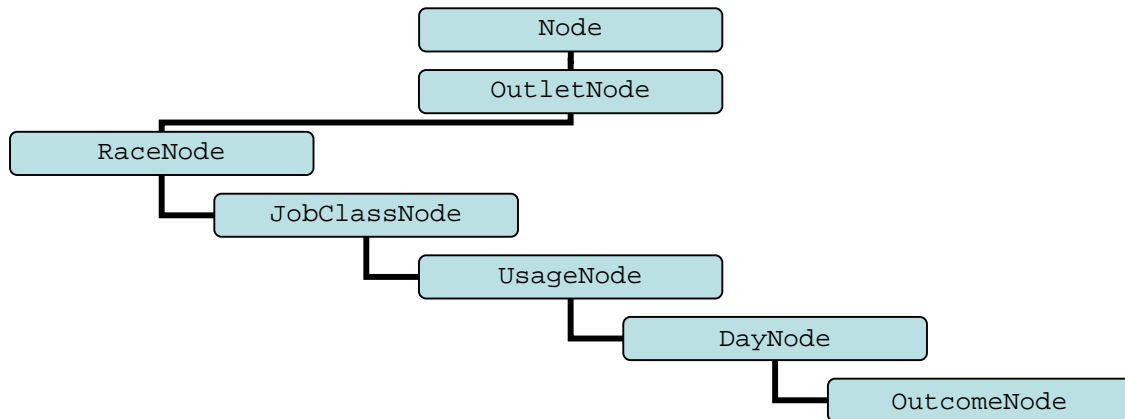 Node
OutletNode
RaceNode
JobClassNode
UsageNode
DayNode
OutcomeNode